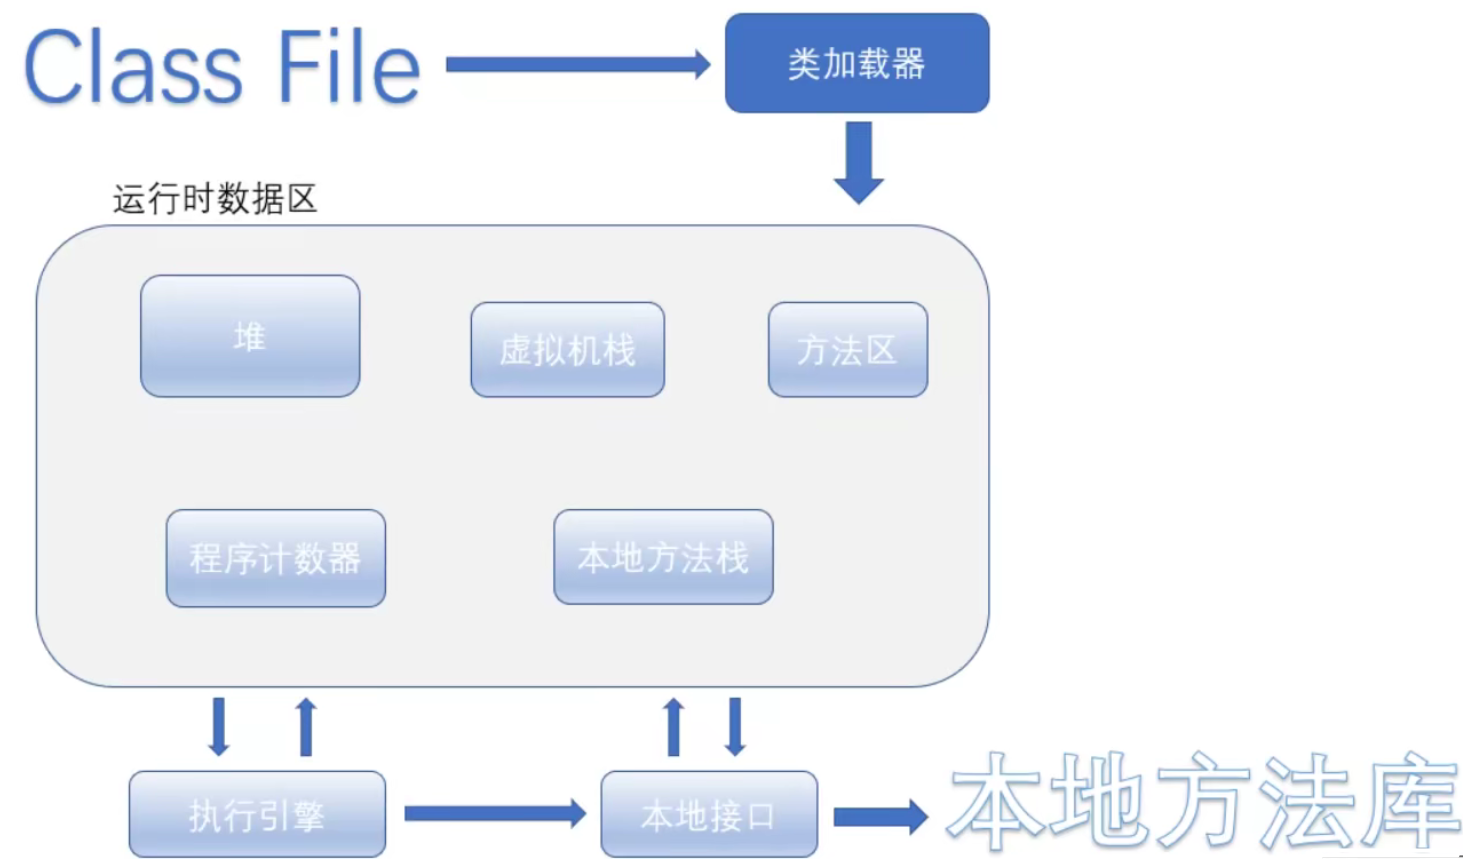 Class File
类加载器
运行时数据区
堆
虚拟机栈
方法区
程序计数器
本地方法栈
执行引擎
本地接口
本地方法库